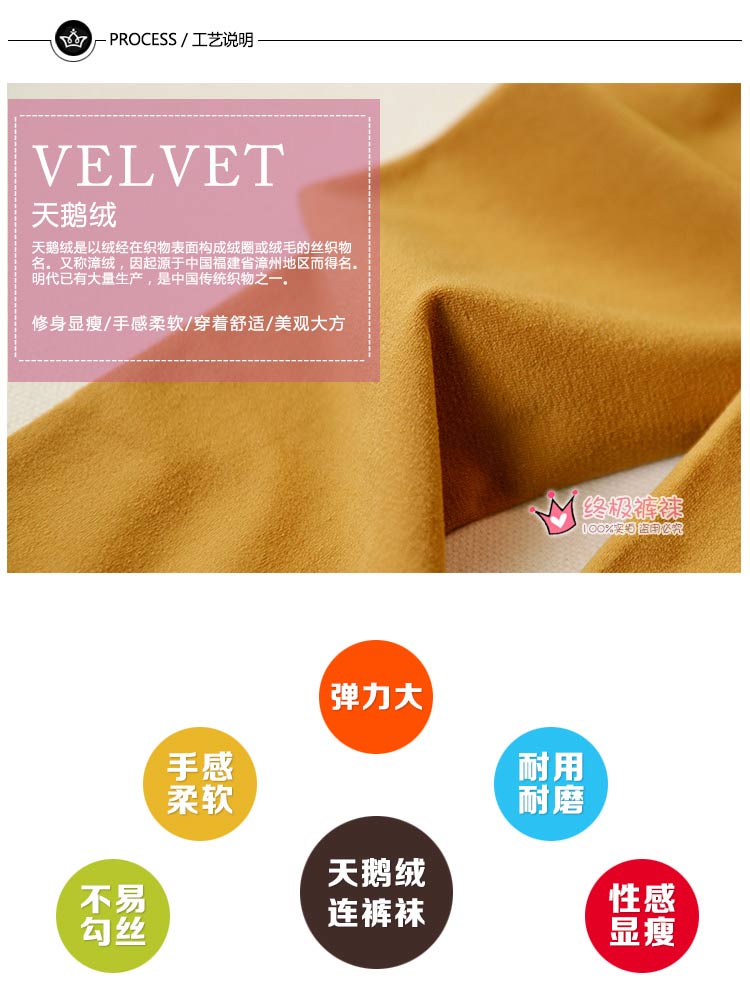 PROCESS / 工艺说明
VELVET
天鹅绒
天鹅绒是以绒经在织物表面构成绒圈或绒毛的丝织物
名。又称漳绒，因起源于中国福建省漳州地区而得名。
明代已有大量生产，是中国传统织物之一。
修身显瘦/手感柔软/穿着舒适/美观大方
终极裤袜
100%实拍 盗图必究
弹力大
手感
柔软
耐用
耐磨
不易
勾丝
天鹅绒
连裤袜
性感
显瘦